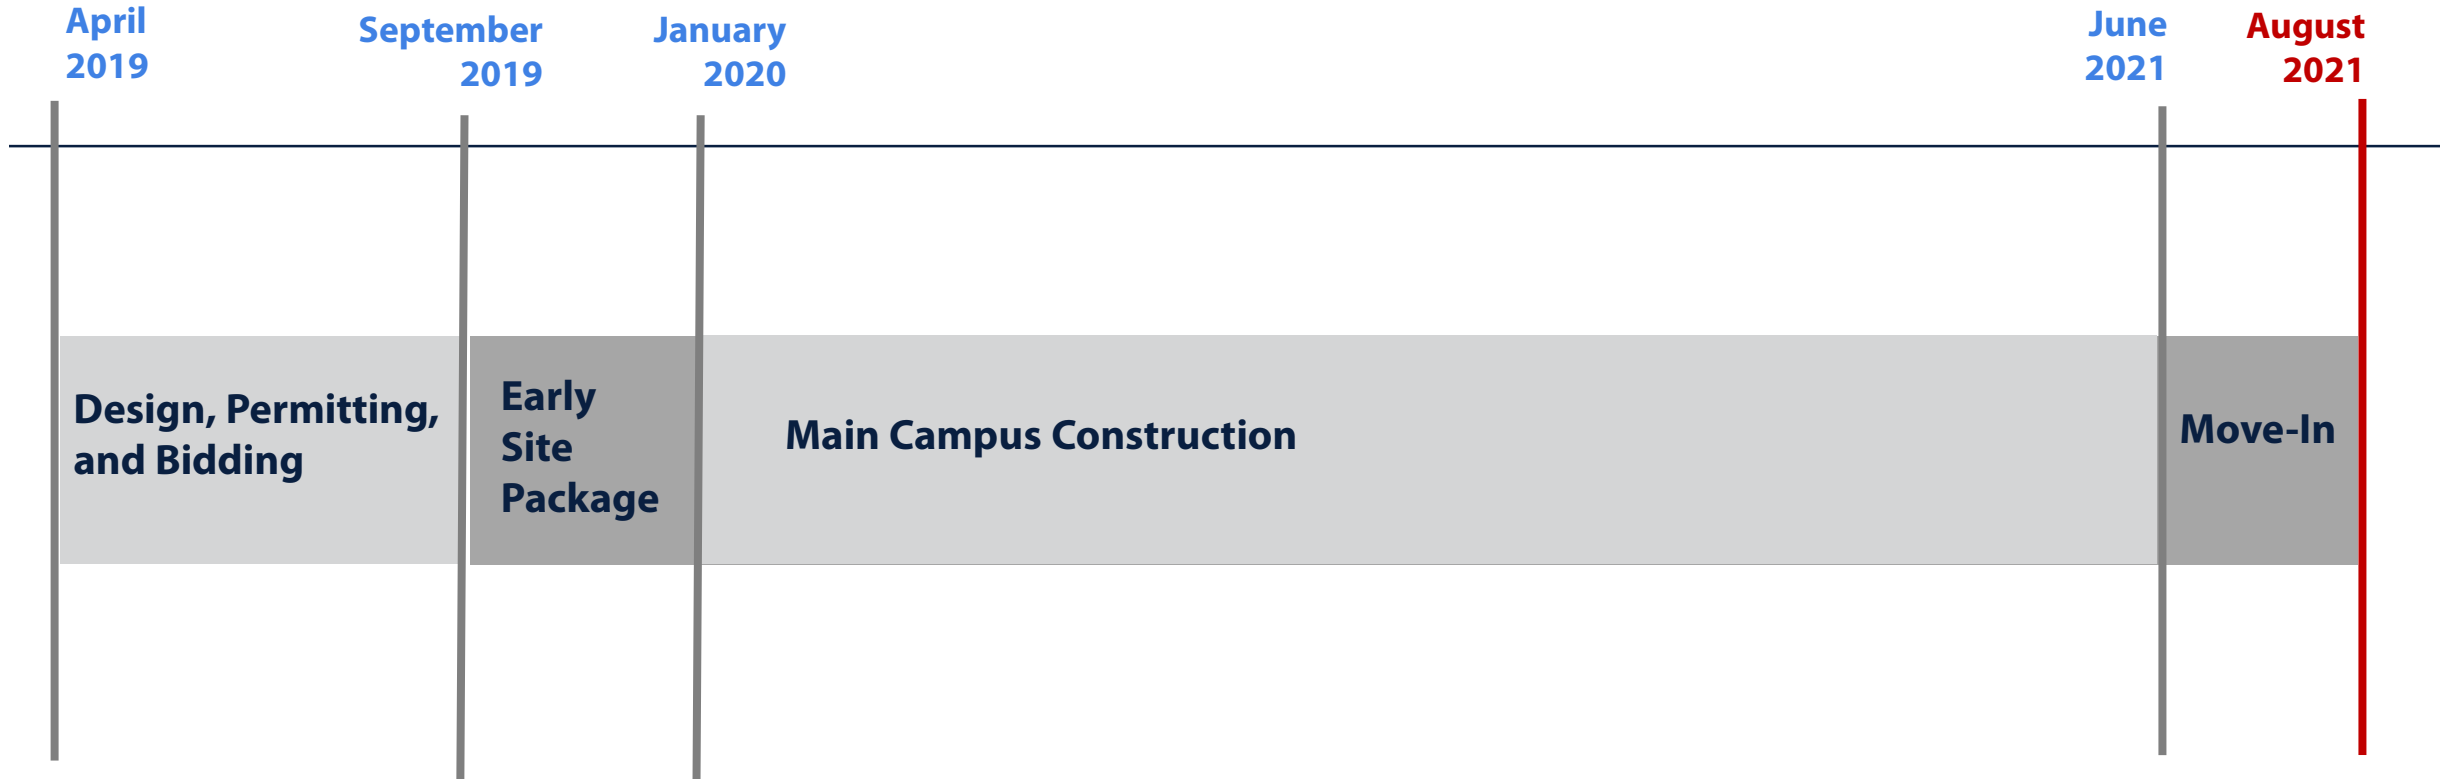 April
2019
September
2019
January
2020
June
2021
August
2021
Design, Permitting,
and Bidding
Early
Site
Package
Main Campus Construction
Move-In